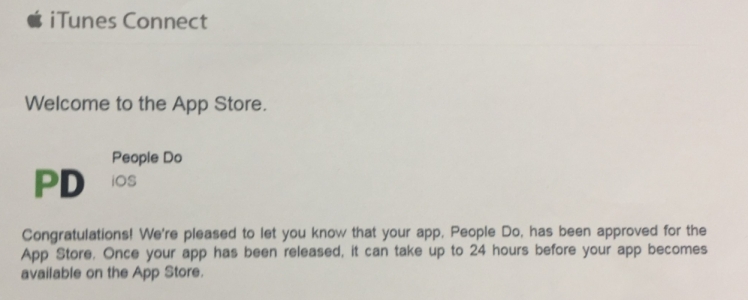 iTunes Connect
Welcome to the App Store.
People Do
PD
iOS
Congratulations! We're pleased to let you know that your app, People Do, has been approved for the
App Store. Once your app has been released, it can take up to 24 hours before your app becomes
available on the App Store.